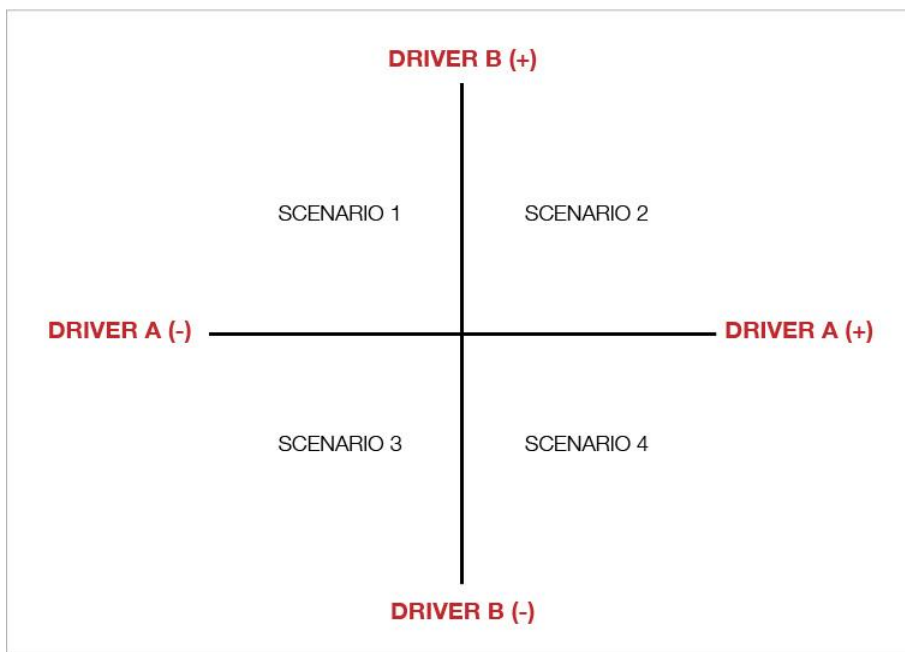 DRIVER B (+)
SCENARIO 1
SCENARIO 2
DRIVER A (-)
DRIVER A (+)
SCENARIO 3
SCENARIO 4
DRIVER B (-)